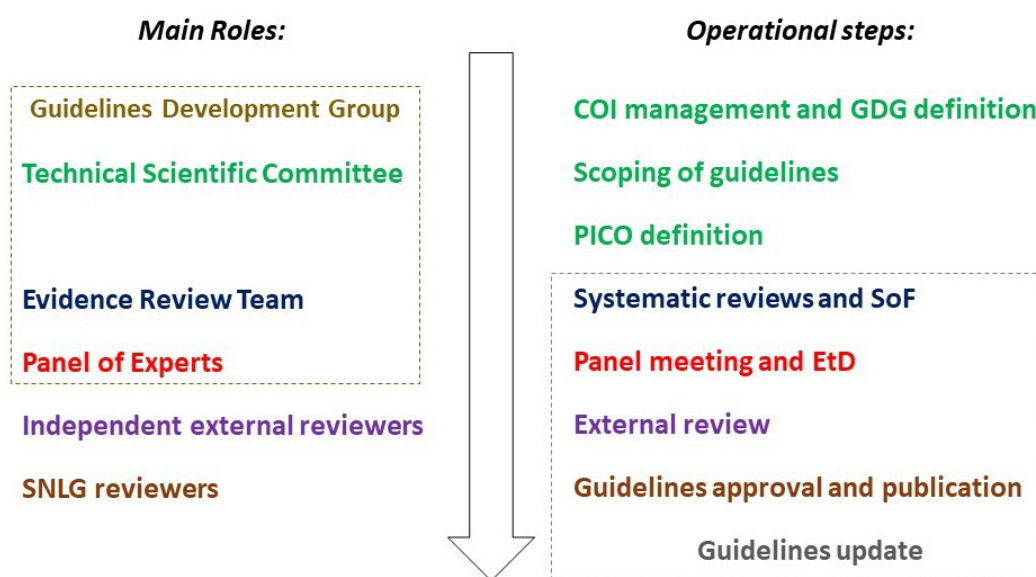 Main Roles:
Guidelines Development Group
Technical Scientific Committee
Evidence Review Team
Panel of Experts
Independent external reviewers
SNLG reviewers
Operational steps:
COI management and GDG definition
Scoping of guidelines
PICO definition
Systematic reviews and SoF
Panel meeting and EtD
External review
Guidelines approval and publication
Guidelines update